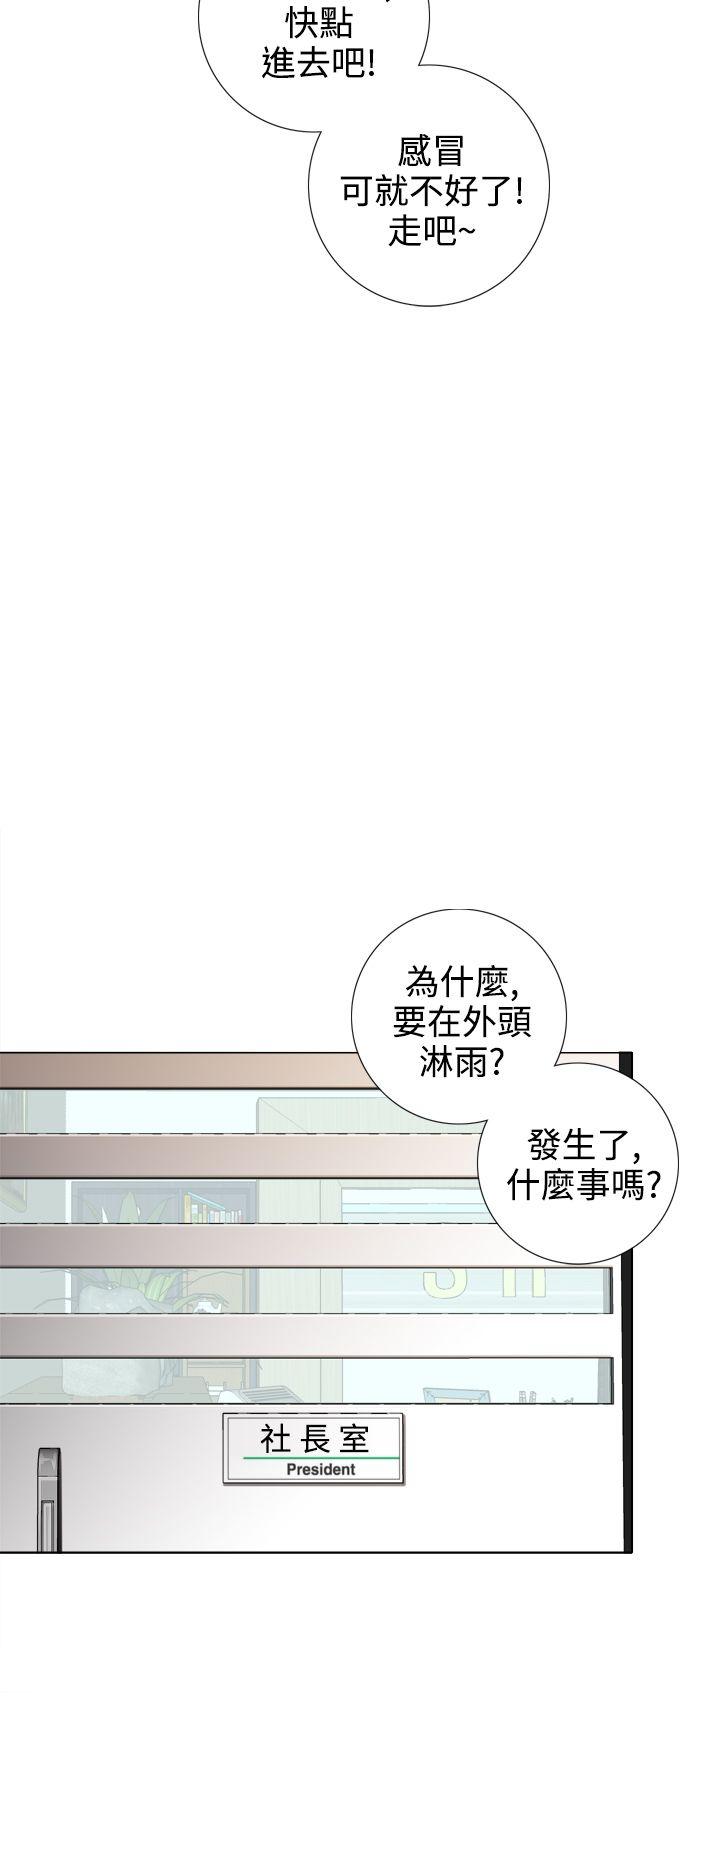 快點
進去吧!
感冒
可就不好了!
走吧~
為什麼,
要在外頭
淋雨?
發生了,
什麼事嗎?
社長室
President